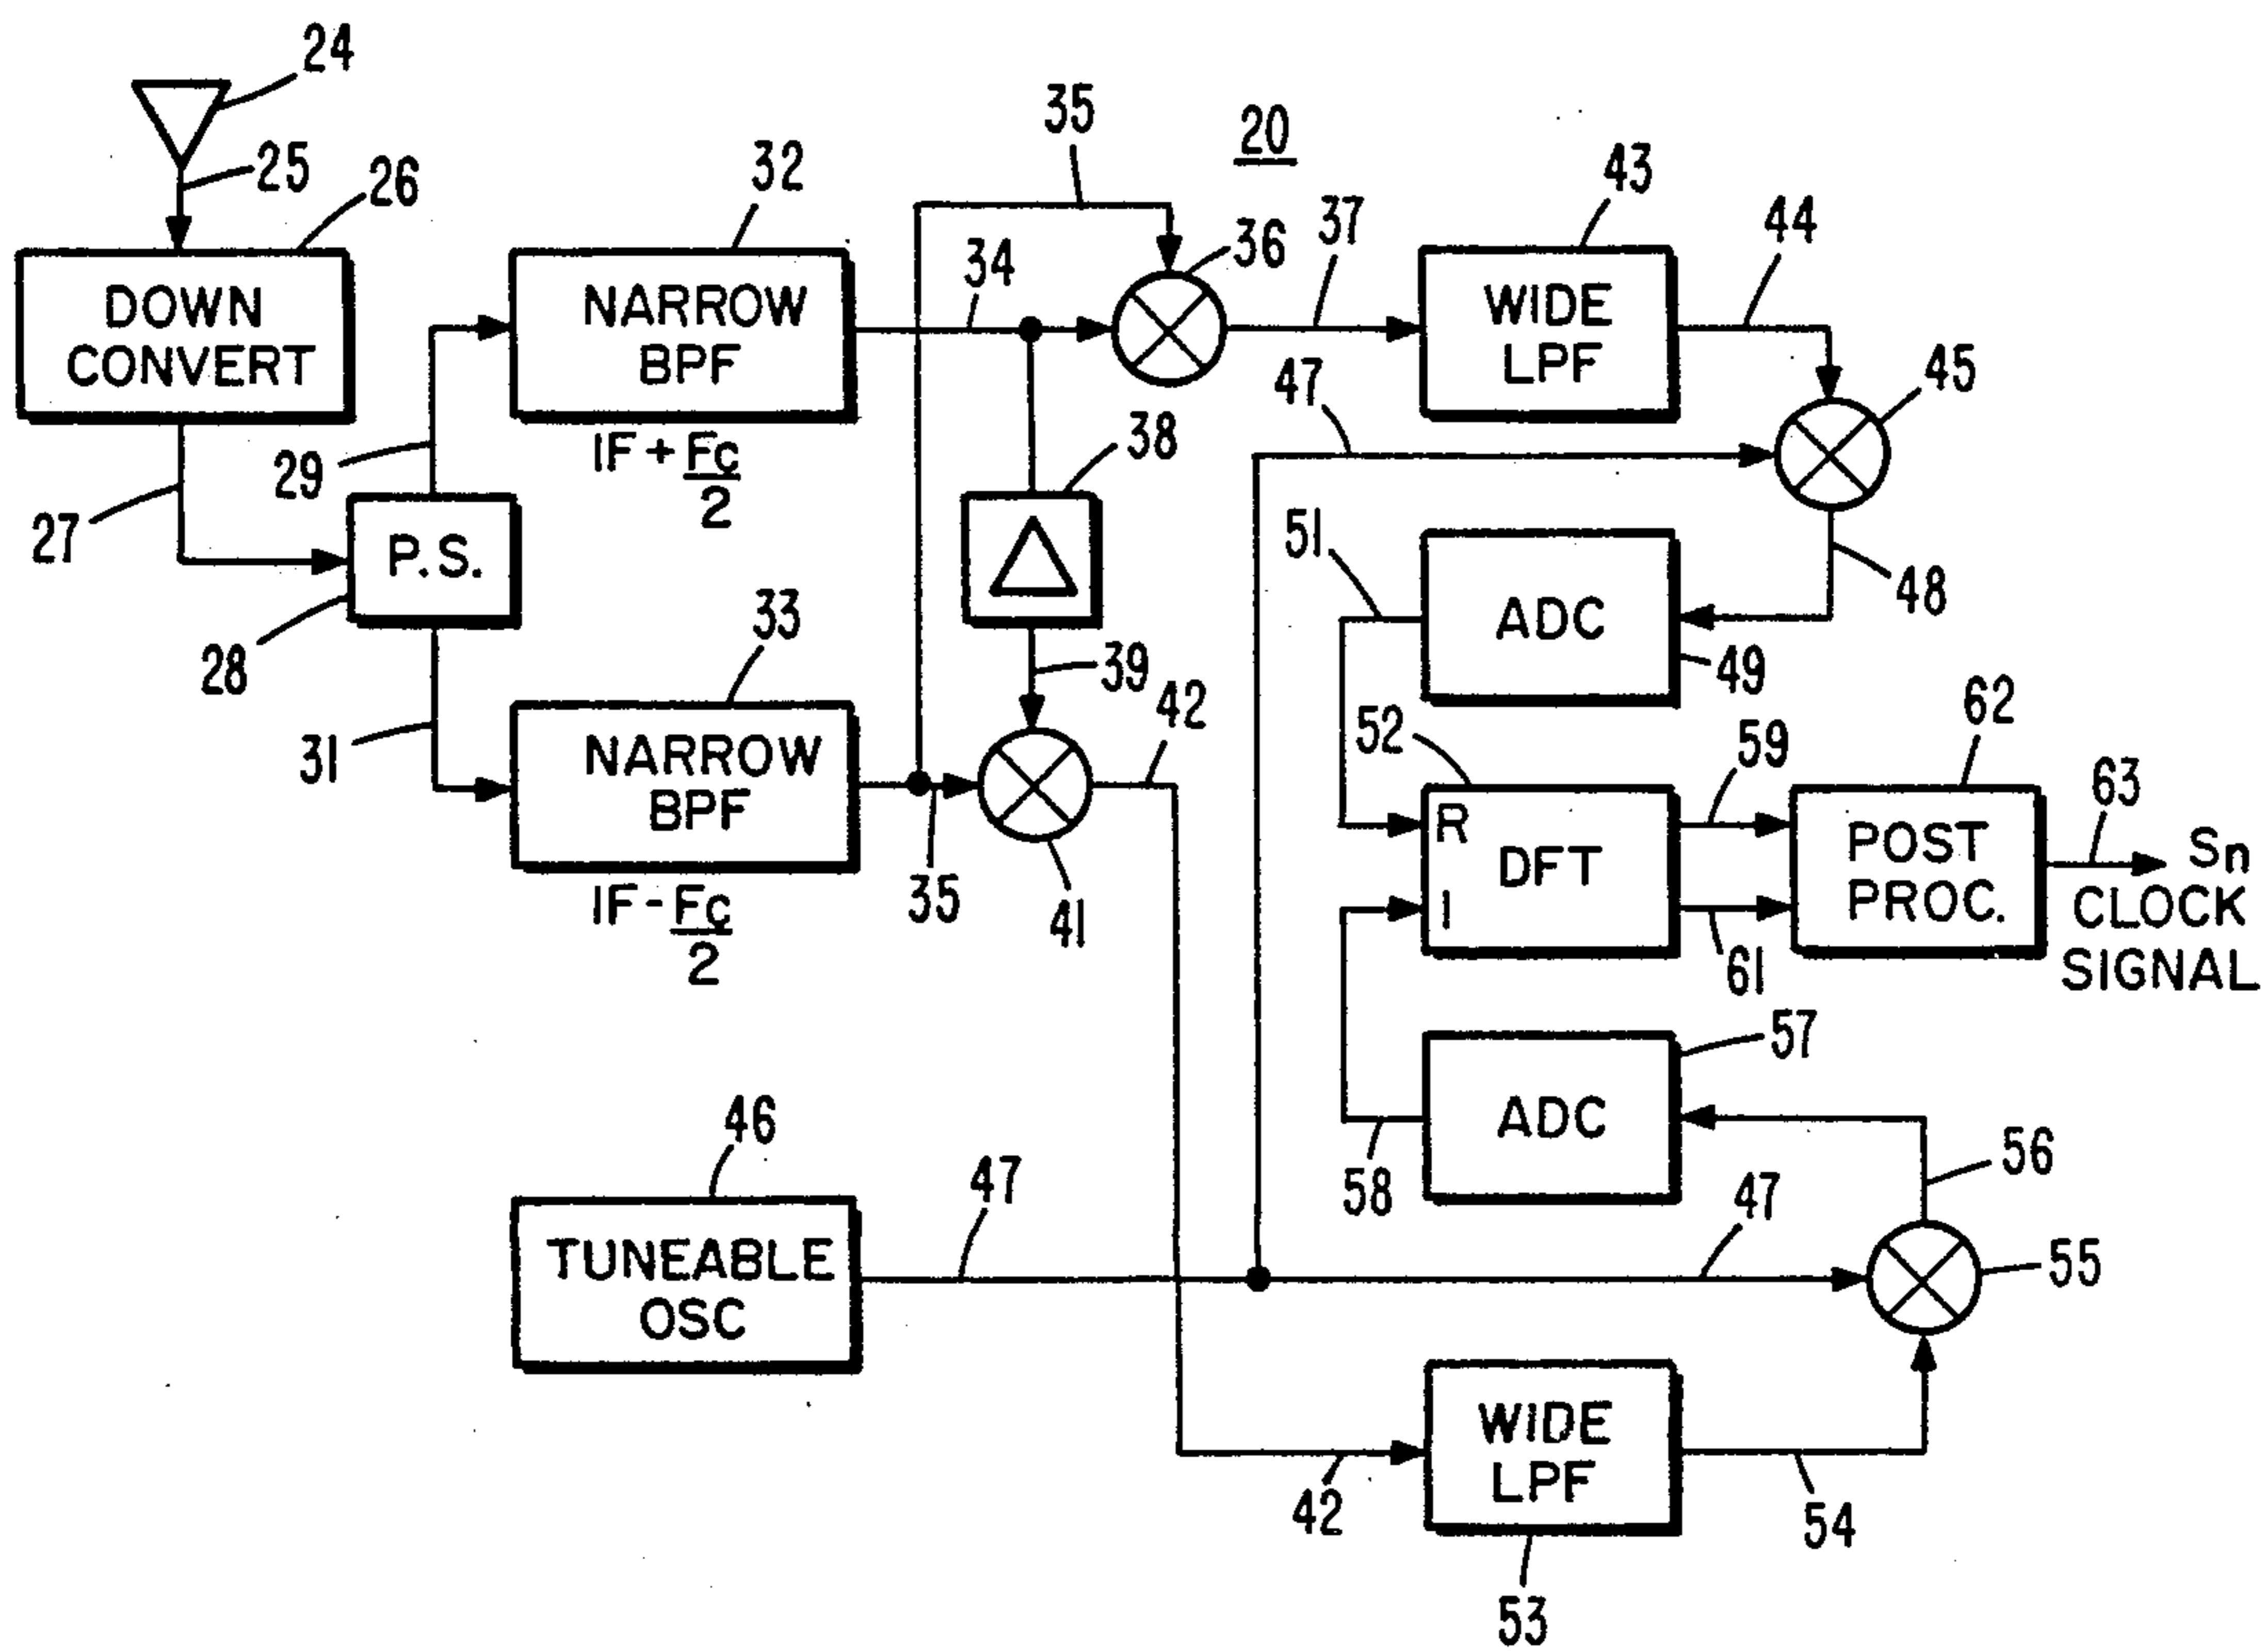 24
25
26
DOWN
CONVERT
27
28
P.S.
29
31
32
NARROW
BPF
IF + Fc
2
33
NARROW
BPF
IF - Fc
2
34
35
20
36
37
38
39
35
41
42
43
WIDE
LPF
44
45
47
48
51
ADC
49
52
R
DFT
I
59
61
62
POST
PROC.
63
Sn
CLOCK
SIGNAL
57
ADC
58
56
46
TUNEABLE
OSC
47
47
55
42
WIDE
LPF
54
53